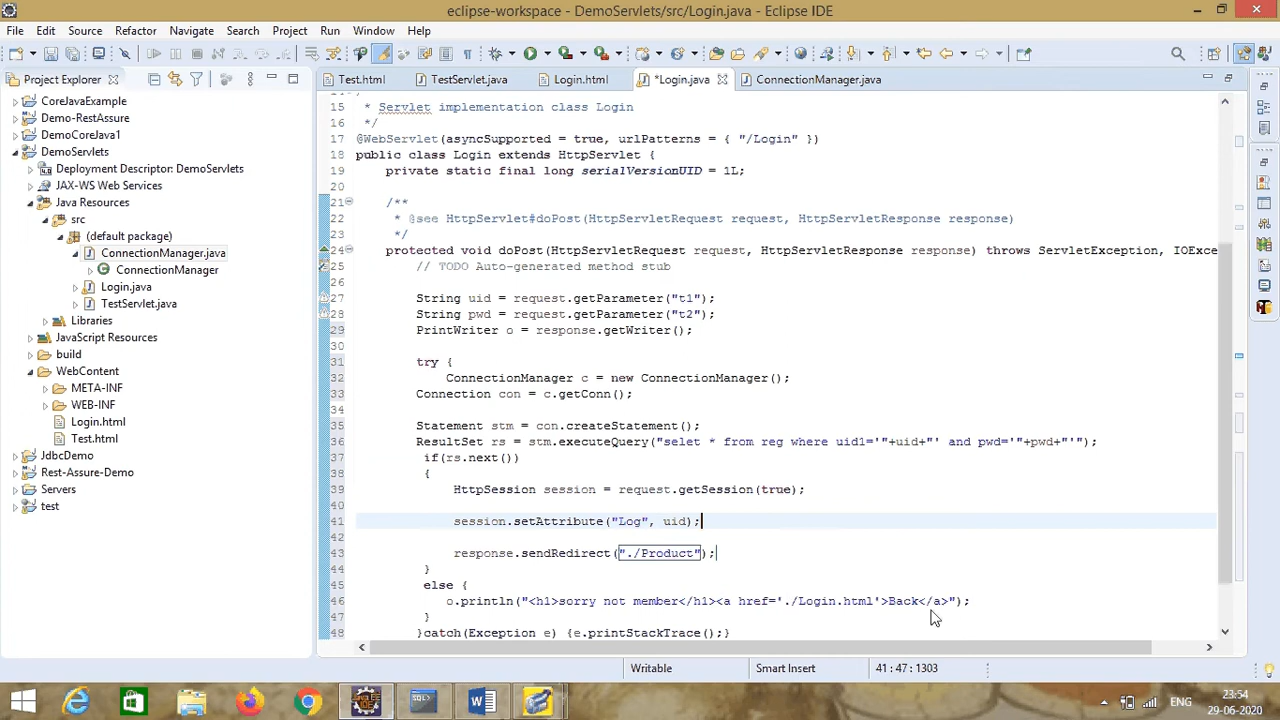 eclipse-workspace - DemoServlets/src/Login.java - Eclipse IDE
File Edit Source Refactor Navigate Search Project Run Window Help
Project Explorer
CoreJavaExample
Demo-RestAssure
DemoCoreJava1
DemoServlets
Deployment Descriptor: DemoServlets
JAX-WS Web Services
Java Resources
src
(default package)
ConnectionManager.java
ConnectionManager
Login.java
TestServlet.java
Libraries
JavaScript Resources
build
WebContent
META-INF
WEB-INF
Login.html
Test.html
JdbcDemo
Rest-Assure-Demo
Servers
test
Test.html TestServlet.java Login.html *Login.java ConnectionManager.java
15 * Servlet implementation class Login
16 */
17 @WebServlet(asyncSupported = true, urlPatterns = { "/Login" })
18 public class Login extends HttpServlet {
19 private static final long serialVersionUID = 1L;
20
21 /**
22 * @see HttpServlet#doPost(HttpServletRequest request, HttpServletResponse response)
23 */
24 protected void doPost(HttpServletRequest request, HttpServletResponse response) throws ServletException, IOExce
25 // TODO Auto-generated method stub
26
27 String uid = request.getParameter("t1");
28 String pwd = request.getParameter("t2");
29 PrintWriter o = response.getWriter();
30
31 try {
32 ConnectionManager c = new ConnectionManager();
33 Connection con = c.getConn();
34
35 Statement stm = con.createStatement();
36 ResultSet rs = stm.executeQuery("selet * from reg where uid1='"+uid+"' and pwd='"+pwd+"'");
37 if(rs.next())
38 {
39 HttpSession session = request.getSession(true);
40
41 session.setAttribute("Log", uid);
42
43 response.sendRedirect("./Product");
44 }
45 else {
46 o.println("<h1>sorry not member</h1><a href='./Login.html'>Back</a>");
47 }
48 }catch(Exception e) {e.printStackTrace();}
Writable Smart Insert 41 : 47 : 1303
ENG 23:54
29-06-2020